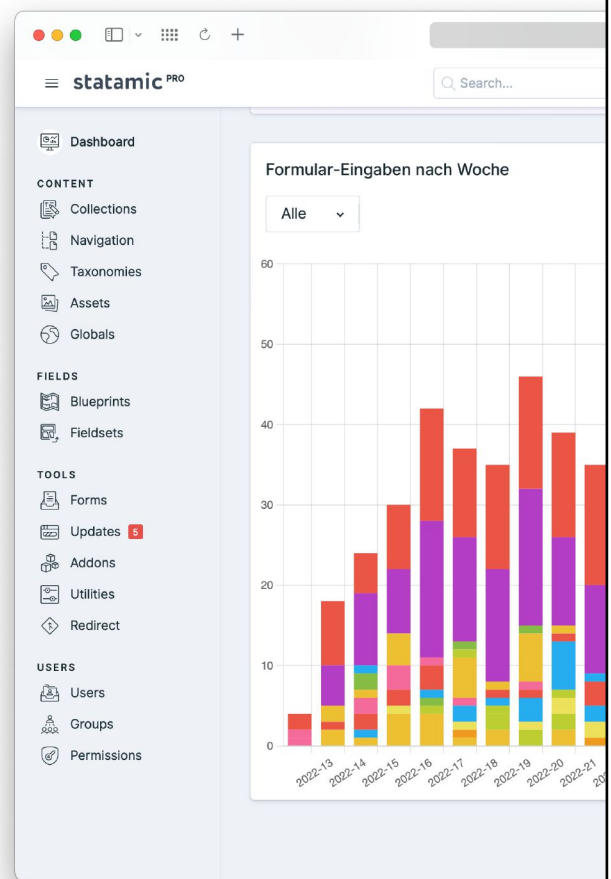 statamic PRO
Search...
Dashboard
CONTENT
Collections
Navigation
Taxonomies
Assets
Globals
FIELDS
Blueprints
Fieldsets
TOOLS
Forms
Updates 5
Addons
Utilities
Redirect
USERS
Users
Groups
Permissions
Formular-Eingaben nach Woche
Alle
60
50
40
30
20
10
0
2022-13 2022-14 2022-15 2022-16 2022-17 2022-18 2022-19 2022-20 2022-21 20